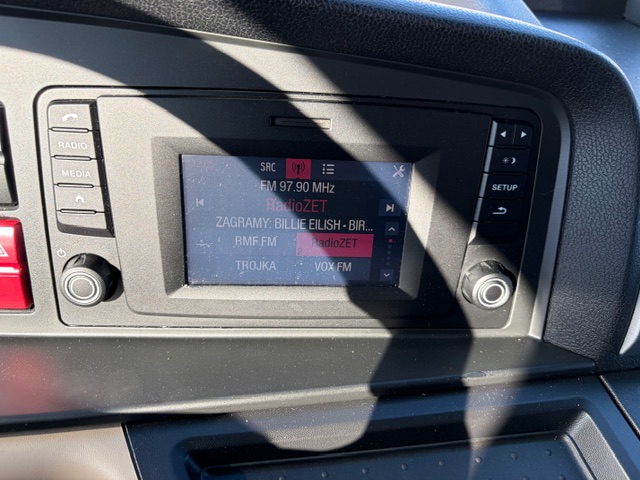 RADIO
MEDIA
SRC
FM 97.90 MHz
RadioZET
ZAGRAMY: BILLIE EILISH - BIR...
RMF FM
RadioZET
TROJKA
VOX FM
SETUP